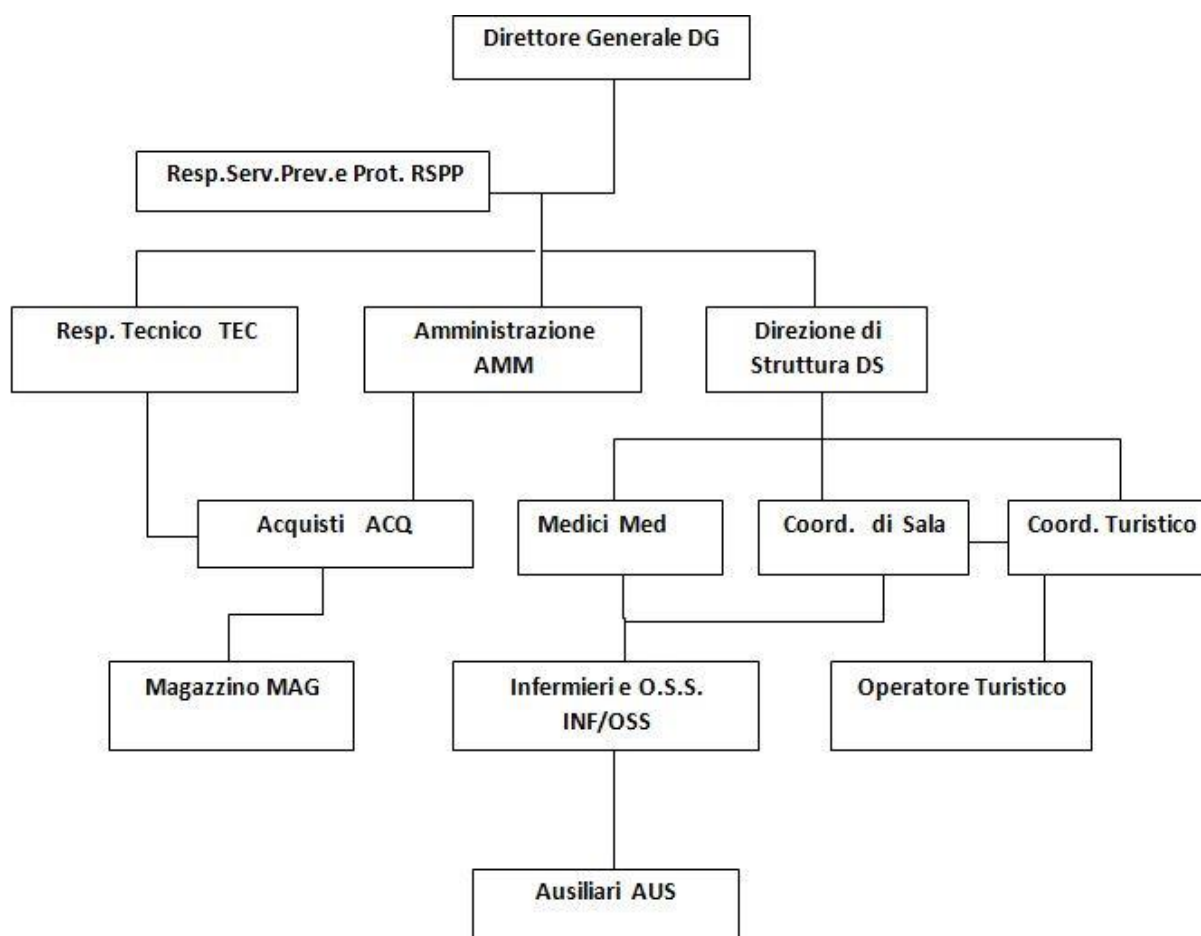 Direttore Generale DG
Resp.Serv.Prev.e Prot. RSPP
Resp. Tecnico TEC
Amministrazione
AMM
Direzione di
Struttura DS
Acquisti ACQ
Medici Med
Coord. di Sala
Coord. Turistico
Magazzino MAG
Infermieri e O.S.S.
INF/OSS
Operatore Turistico
Ausiliari AUS